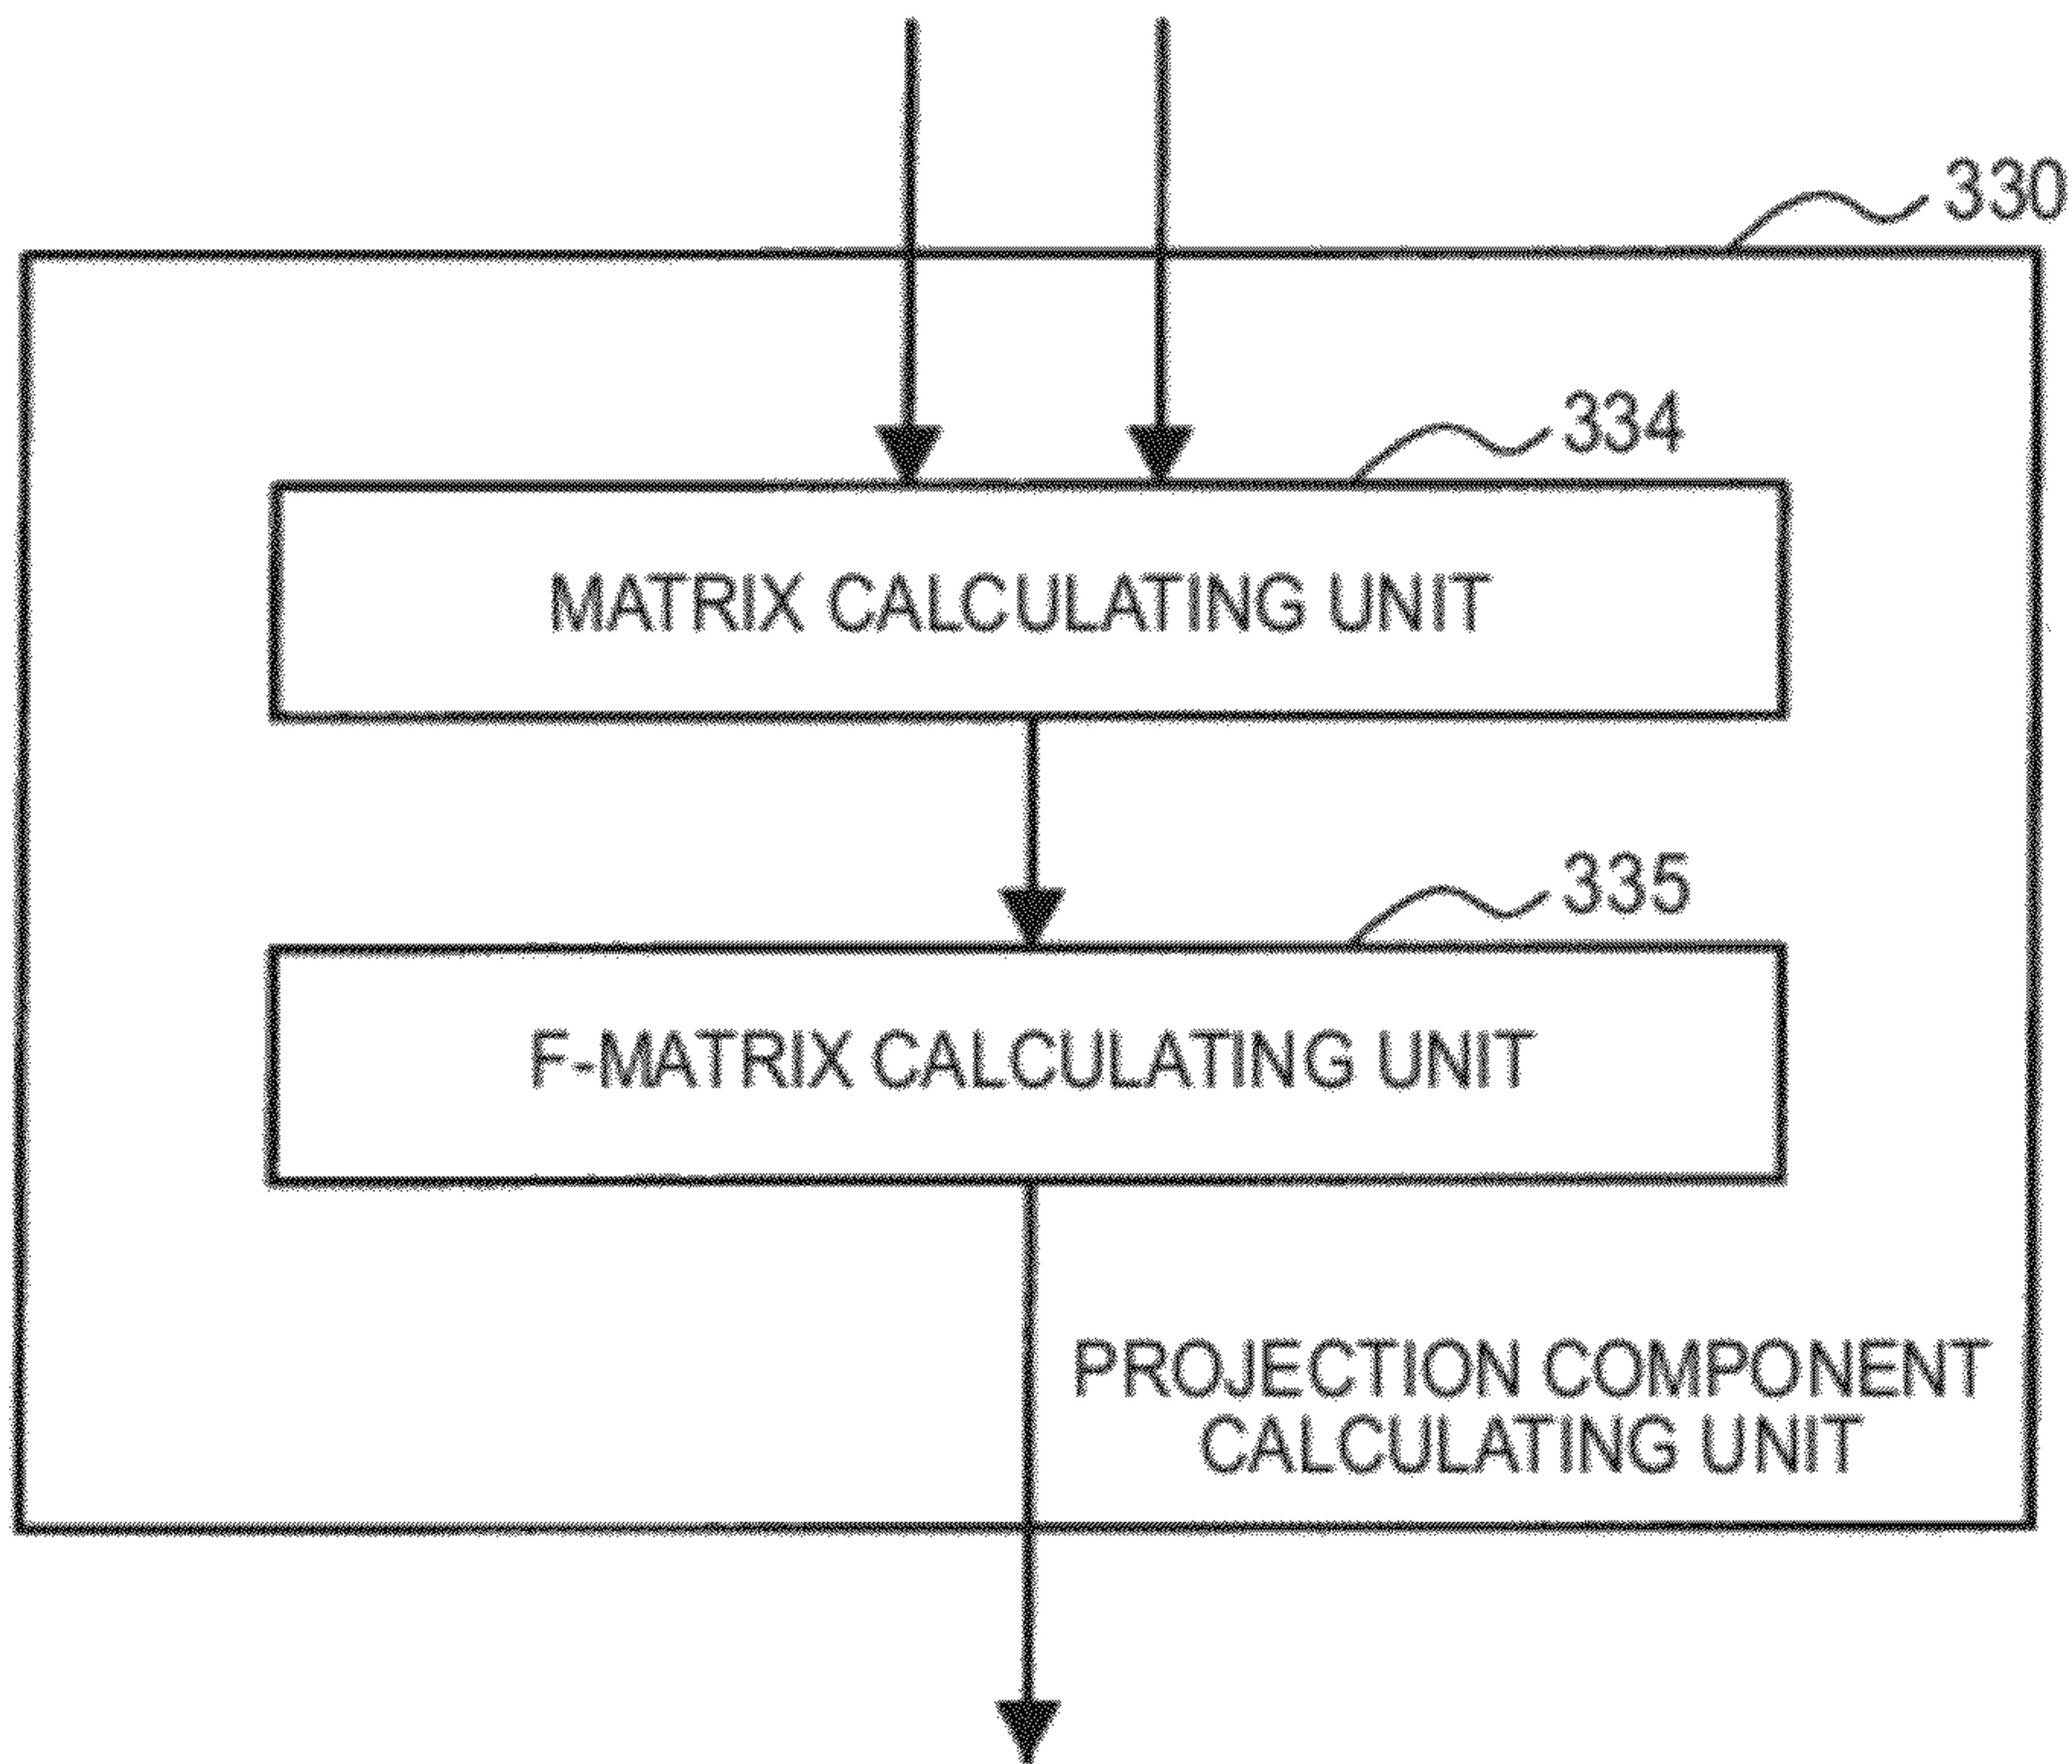 330
334
MATRIX CALCULATING UNIT
335
F-MATRIX CALCULATING UNIT
PROJECTION COMPONENT
CALCULATING UNIT